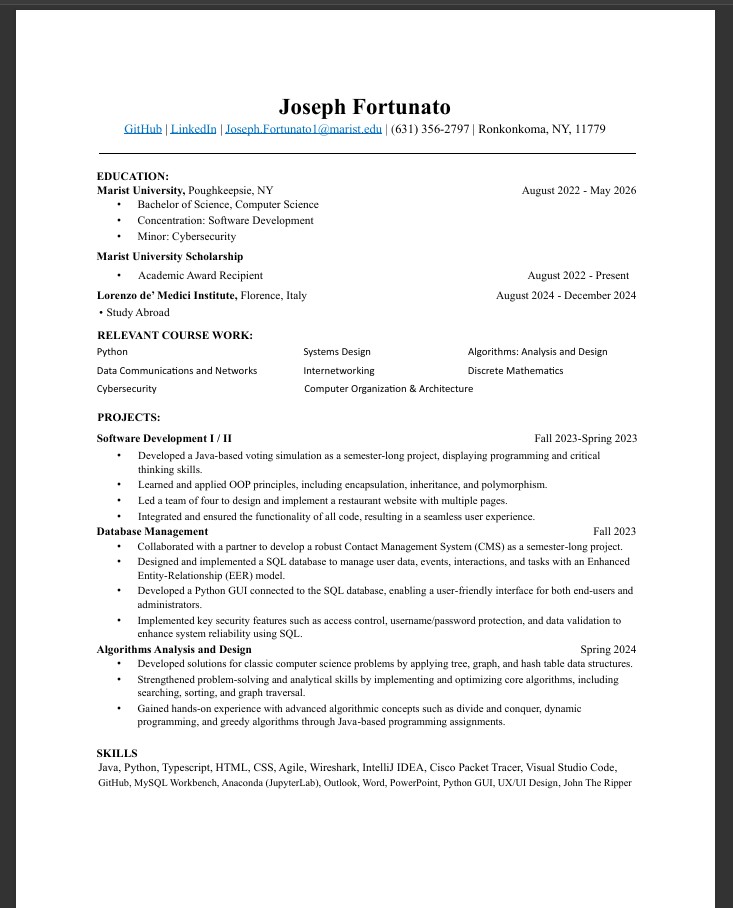 Joseph Fortunato
GitHub | LinkedIn | Joseph.Fortunato1@marist.edu | (631) 356-2797 | Ronkonkoma, NY, 11779
EDUCATION:
Marist University, Poughkeepsie, NY August 2022 - May 2026
• Bachelor of Science, Computer Science
• Concentration: Software Development
• Minor: Cybersecurity
Marist University Scholarship
• Academic Award Recipient August 2022 - Present
Lorenzo de' Medici Institute, Florence, Italy August 2024 - December 2024
• Study Abroad
RELEVANT COURSE WORK:
Python Systems Design Algorithms: Analysis and Design
Data Communications and Networks Internetworking Discrete Mathematics
Cybersecurity Computer Organization & Architecture
PROJECTS:
Software Development I / II Fall 2023-Spring 2023
• Developed a Java-based voting simulation as a semester-long project, displaying programming and critical
thinking skills.
• Learned and applied OOP principles, including encapsulation, inheritance, and polymorphism.
• Led a team of four to design and implement a restaurant website with multiple pages.
• Integrated and ensured the functionality of all code, resulting in a seamless user experience.
Database Management Fall 2023
• Collaborated with a partner to develop a robust Contact Management System (CMS) as a semester-long project.
• Designed and implemented a SQL database to manage user data, events, interactions, and tasks with an Enhanced
Entity-Relationship (EER) model.
• Developed a Python GUI connected to the SQL database, enabling a user-friendly interface for both end-users and
administrators.
• Implemented key security features such as access control, username/password protection, and data validation to
enhance system reliability using SQL.
Algorithms Analysis and Design Spring 2024
• Developed solutions for classic computer science problems by applying tree, graph, and hash table data structures.
• Strengthened problem-solving and analytical skills by implementing and optimizing core algorithms, including
searching, sorting, and graph traversal.
• Gained hands-on experience with advanced algorithmic concepts such as divide and conquer, dynamic
programming, and greedy algorithms through Java-based programming assignments.
SKILLS
Java, Python, Typescript, HTML, CSS, Agile, Wireshark, IntelliJ IDEA, Cisco Packet Tracer, Visual Studio Code,
GitHub, MySQL Workbench, Anaconda (JupyterLab), Outlook, Word, PowerPoint, Python GUI, UX/UI Design, John The Ripper